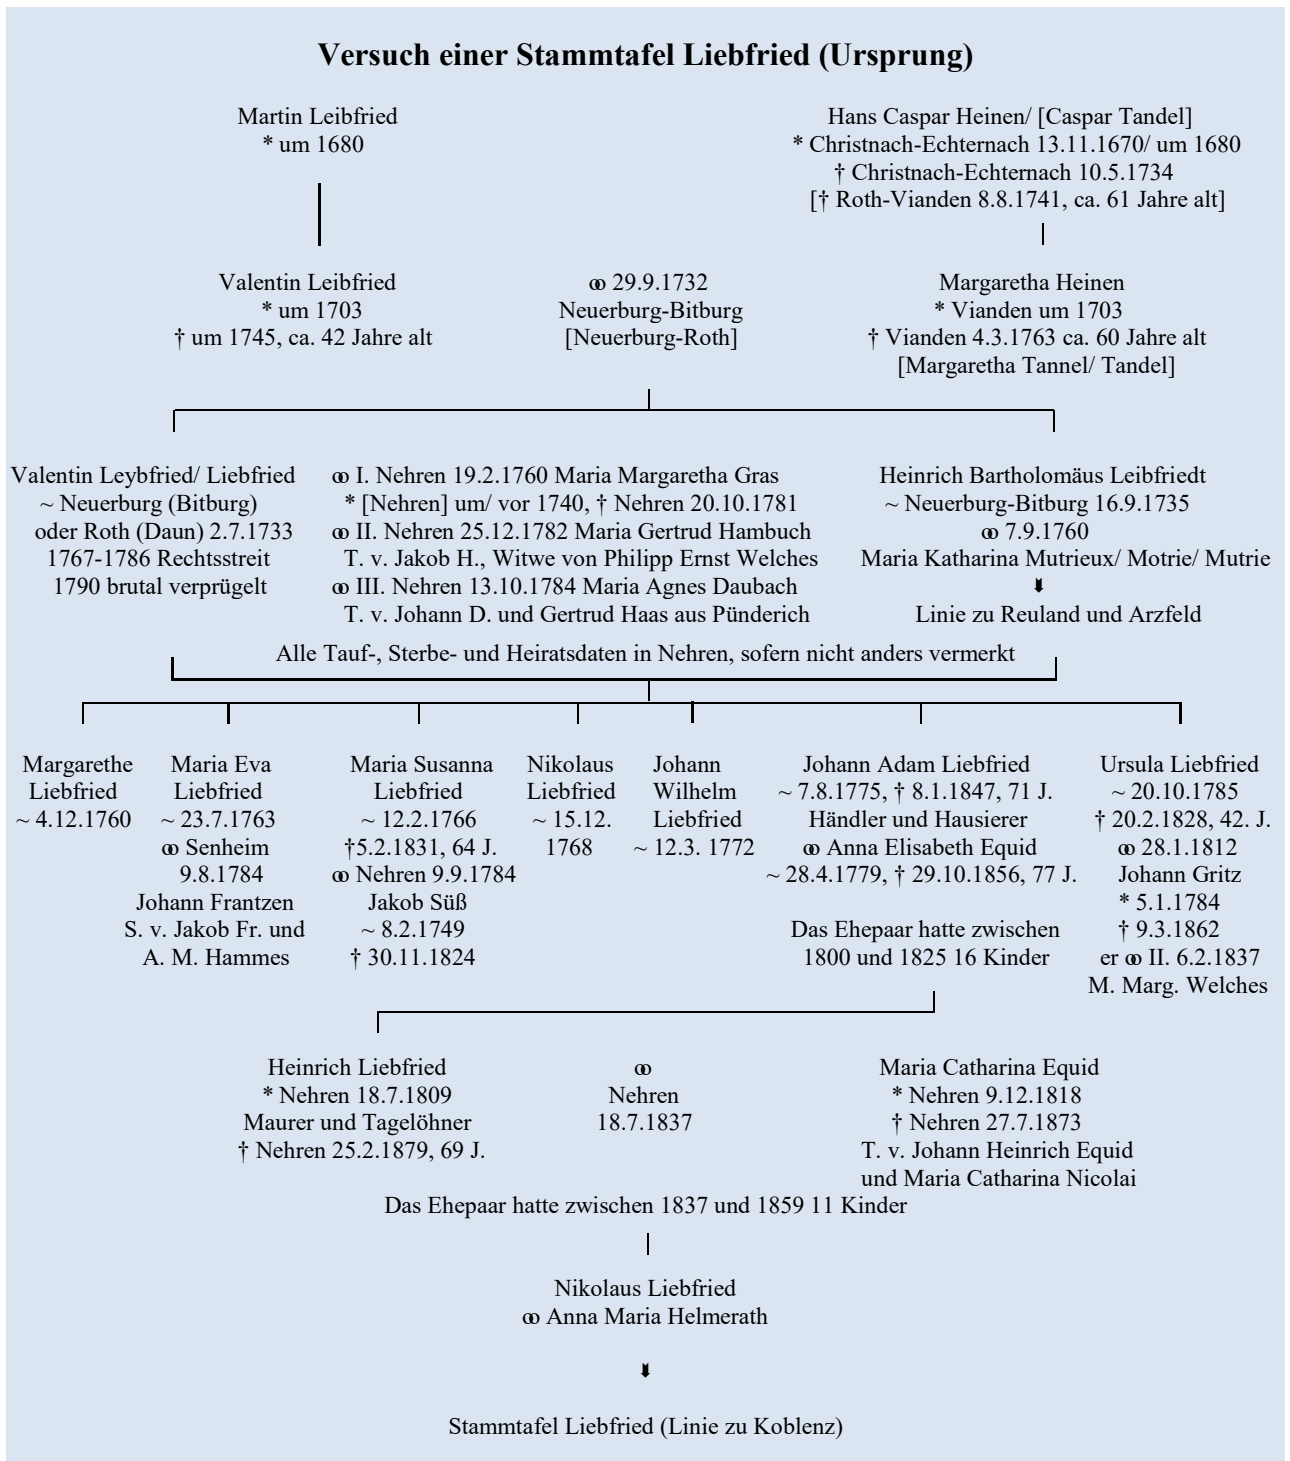 Versuch einer Stammtafel Liebfried (Ursprung)
Martin Leibfried
* um 1680
Hans Caspar Heinen/ [Caspar Tandel]
* Christnach-Echternach 13.11.1670/ um 1680
† Christnach-Echternach 10.5.1734
[† Roth-Vianden 8.8.1741, ca. 61 Jahre alt]
Valentin Leibfried
* um 1703
† um 1745, ca. 42 Jahre alt
⚭ 29.9.1732
Neuerburg-Bitburg
[Neuerburg-Roth]
Margaretha Heinen
* Vianden um 1703
† Vianden 4.3.1763 ca. 60 Jahre alt
[Margaretha Tannel/ Tandel]
Valentin Leybfried/ Liebfried
~ Neuerburg (Bitburg)
oder Roth (Daun) 2.7.1733
1767-1786 Rechtsstreit
1790 brutal verprügelt
⚭ I. Nehren 19.2.1760 Maria Margaretha Gras
* [Nehren] um/ vor 1740, † Nehren 20.10.1781
⚭ II. Nehren 25.12.1782 Maria Gertrud Hambuch
T. v. Jakob H., Witwe von Philipp Ernst Welches
⚭ III. Nehren 13.10.1784 Maria Agnes Daubach
T. v. Johann D. und Gertrud Haas aus Pünderich
Heinrich Bartholomäus Leibfriedt
~ Neuerburg-Bitburg 16.9.1735
⚭ 7.9.1760
Maria Katharina Mutrieux/ Motrie/ Mutrie
Linie zu Reuland und Arzfeld
Alle Tauf-, Sterbe- und Heiratsdaten in Nehren, sofern nicht anders vermerkt
Margarethe
Liebfried
~ 4.12.1760
Maria Eva
Liebfried
~ 23.7.1763
⚭ Senheim
9.8.1784
Johann Frantzen
S. v. Jakob Fr. und
A. M. Hammes
Maria Susanna
Liebfried
~ 12.2.1766
†5.2.1831, 64 J.
⚭ Nehren 9.9.1784
Jakob Süß
~ 8.2.1749
† 30.11.1824
Nikolaus
Liebfried
~ 15.12.
1768
Johann
Wilhelm
Liebfried
~ 12.3. 1772
Johann Adam Liebfried
~ 7.8.1775, † 8.1.1847, 71 J.
Händler und Hausierer
⚭ Anna Elisabeth Equid
~ 28.4.1779, † 29.10.1856, 77 J.
Das Ehepaar hatte zwischen
1800 und 1825 16 Kinder
Ursula Liebfried
~ 20.10.1785
† 20.2.1828, 42. J.
⚭ 28.1.1812
Johann Gritz
* 5.1.1784
† 9.3.1862
er ⚭ II. 6.2.1837
M. Marg. Welches
Heinrich Liebfried
* Nehren 18.7.1809
Maurer und Tagelöhner
† Nehren 25.2.1879, 69 J.
⚭
Nehren
18.7.1837
Maria Catharina Equid
* Nehren 9.12.1818
† Nehren 27.7.1873
T. v. Johann Heinrich Equid
und Maria Catharina Nicolai
Das Ehepaar hatte zwischen 1837 und 1859 11 Kinder
Nikolaus Liebfried
⚭ Anna Maria Helmerath
Stammtafel Liebfried (Linie zu Koblenz)